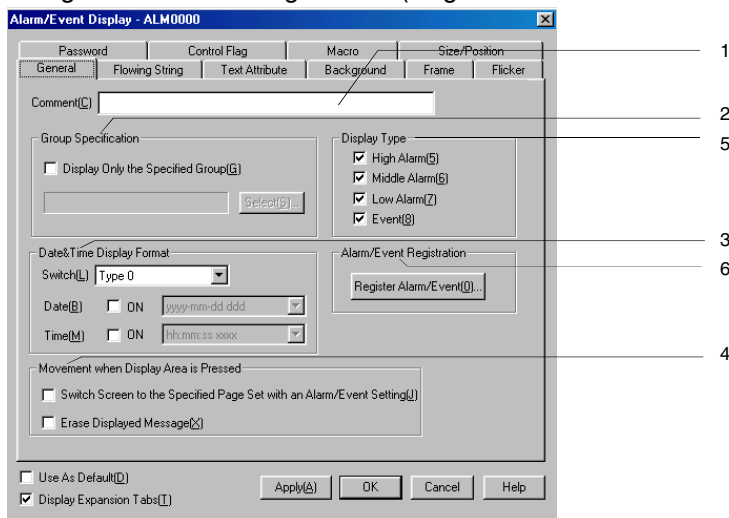 Alarm/Event Display - ALM0000
Password Control Flag Macro Size/Position
General Flowing String Text Attribute Background Frame Flicker
1
Comment(C)
2
Group Specification
Display Type
5
Display Only the Specified Group(G)
High Alarm(5)
Middle Alarm(6)
Select(S)...
Low Alarm(7)
Event(8)
3
Date&Time Display Format
Alarm/Event Registration
6
Switch(L) Type 0
Register Alarm/Event(O)...
Date(B) ON yyyy-mm-dd ddd
Time(M) ON hh:mm:ss xxxx
4
Movement when Display Area is Pressed
Switch Screen to the Specified Page Set with an Alarm/Event Setting(J)
Erase Displayed Message(X)
Use As Default(D)
Display Expansion Tabs(T)
Apply(A) OK Cancel Help